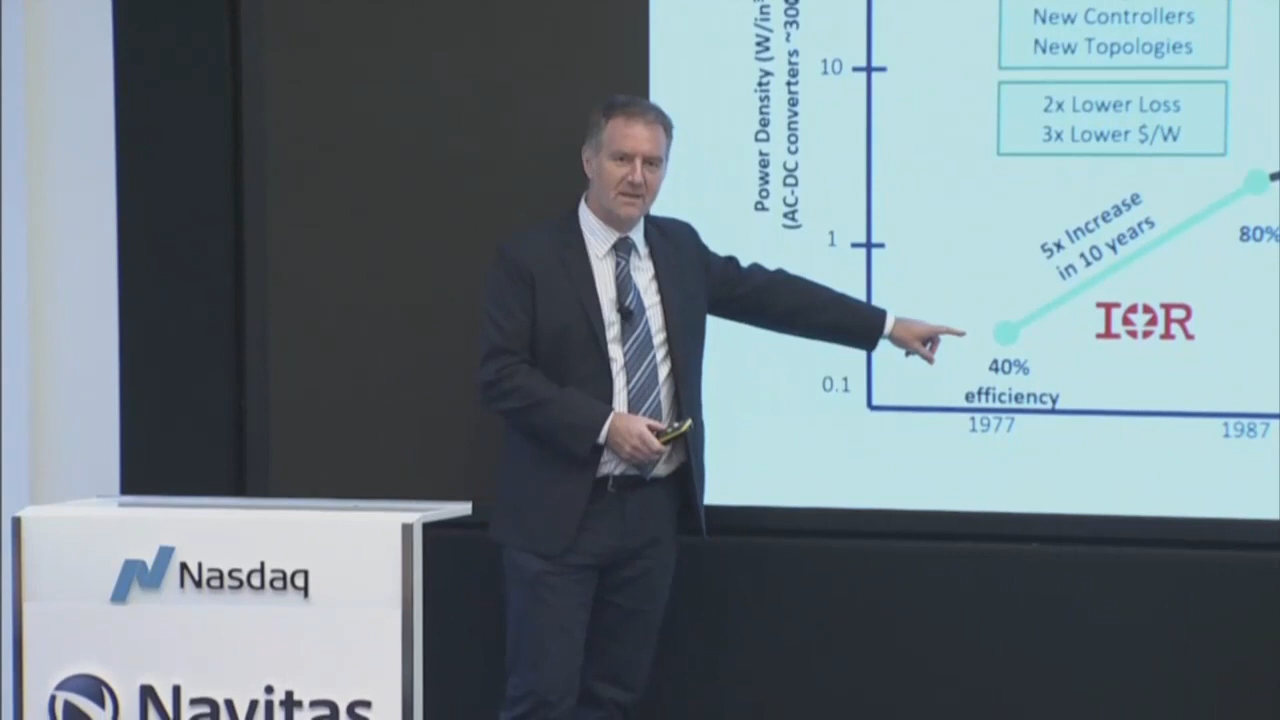 New Controllers
New Topologies
2x Lower Loss
3x Lower $/W
Power Density (W/in³
(AC-DC converters ~300
10
1
0.1
5x Increase
in 10 years
80%
IOR
40%
efficiency
1977
1987
Nasdaq
Navitas